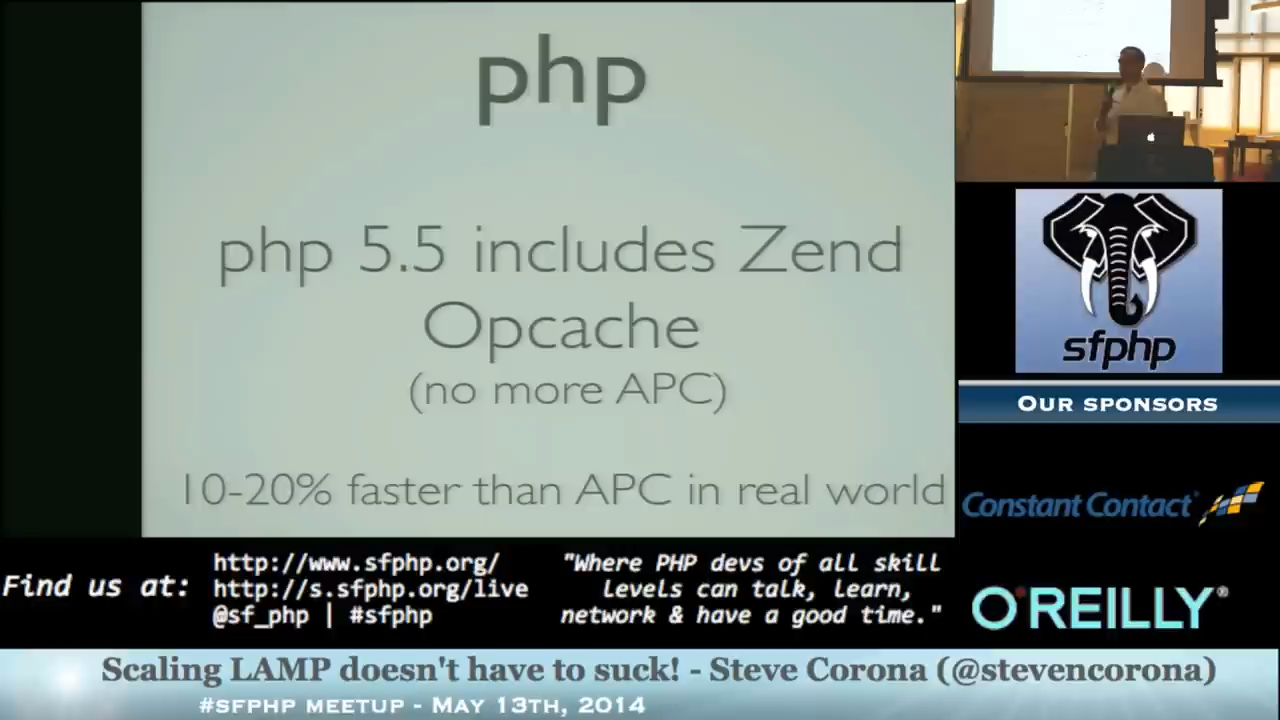 php
php 5.5 includes Zend
Opcache
(no more APC)
10-20% faster than APC in real world
sfphp
Our sponsors
Constant Contact
O'REILLY®
Find us at:
http://www.sfphp.org/
http://s.sfphp.org/live
@sf_php | #sfphp
"Where PHP devs of all skill
Levels can talk, learn,
network & have a good time."
Scaling LAMP doesn't have to suck! - Steve Corona (@stevencorona)
#sfphp meetup - May 13th, 2014